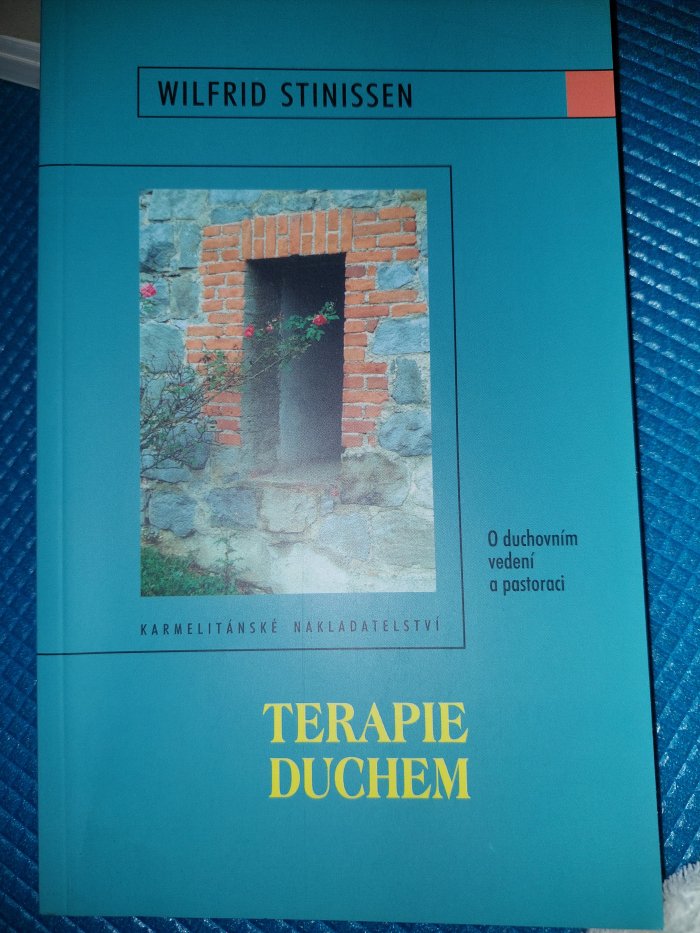 WILFRID STINISSEN
O duchovním
vedení
a pastoraci
KARMELITÁNSKÉ NAKLADATELSTVÍ
TERAPIE
DUCHEM